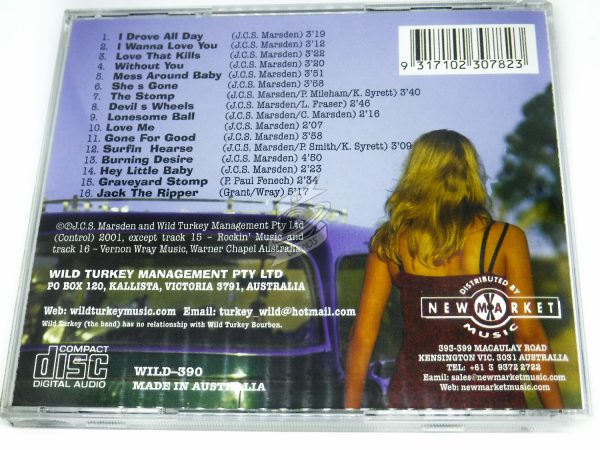 1. I Drove All Day (J.C.S. Marsden) 3'19
2. I Wanna Love You (J.C.S. Marsden) 3'12
3. Love That Kills (J.C.S. Marsden) 3'22
4. Without You (J.C.S. Marsden) 3'20
5. Mess Around Baby (J.C.S. Marsden) 3'51
6. She s Gone (J.C.S. Marsden) 3'58
7. The Stomp (J.C.S. Marsden/P. Mileham/K. Syrett) 3'40
8. Devil s Wheels (J.C.S. Marsden/L. Fraser) 2'46
9. Lonesome Ball (J.C.S. Marsden/C. Marsden) 2'16
10. Love Me (J.C.S. Marsden) 2'07
11. Gone For Good (J.C.S. Marsden) 3'58
12. Surfin Hearse (J.C.S. Marsden/P. Smith/K. Syrett) 3'09
13. Burning Desire (J.C.S. Marsden) 4'50
14. Hey Little Baby (J.C.S. Marsden) 2'23
15. Graveyard Stomp (P. Paul Fenech) 2'34
16. Jack The Ripper (Grant/Wray) 5'17
9 317102 307823
©℗J.C.S. Marsden and Wild Turkey Management Pty Ltd
(Control) 2001, except track 15 – Rockin' Music and
track 16 – Vernon Wray Music, Warner Chapel Australia
WILD TURKEY MANAGEMENT PTY LTD
PO BOX 120, KALLISTA, VICTORIA 3791, AUSTRALIA
Web: wildturkeymusic.com Email: turkey_wild@hotmail.com
Wild Turkey (the band) has no relationship with Wild Turkey Bourbon.
COMPACT
disc
DIGITAL AUDIO
WILD–390
MADE IN AUSTRALIA
DISTRIBUTED BY
NEW MARKET
MUSIC
393-399 MACAULAY ROAD
KENSINGTON VIC. 3031 AUSTRALIA
TEL: +61 3 9372 2722
Eamil: sales@newmarketmusic.com
Web: newmarketmusic.com